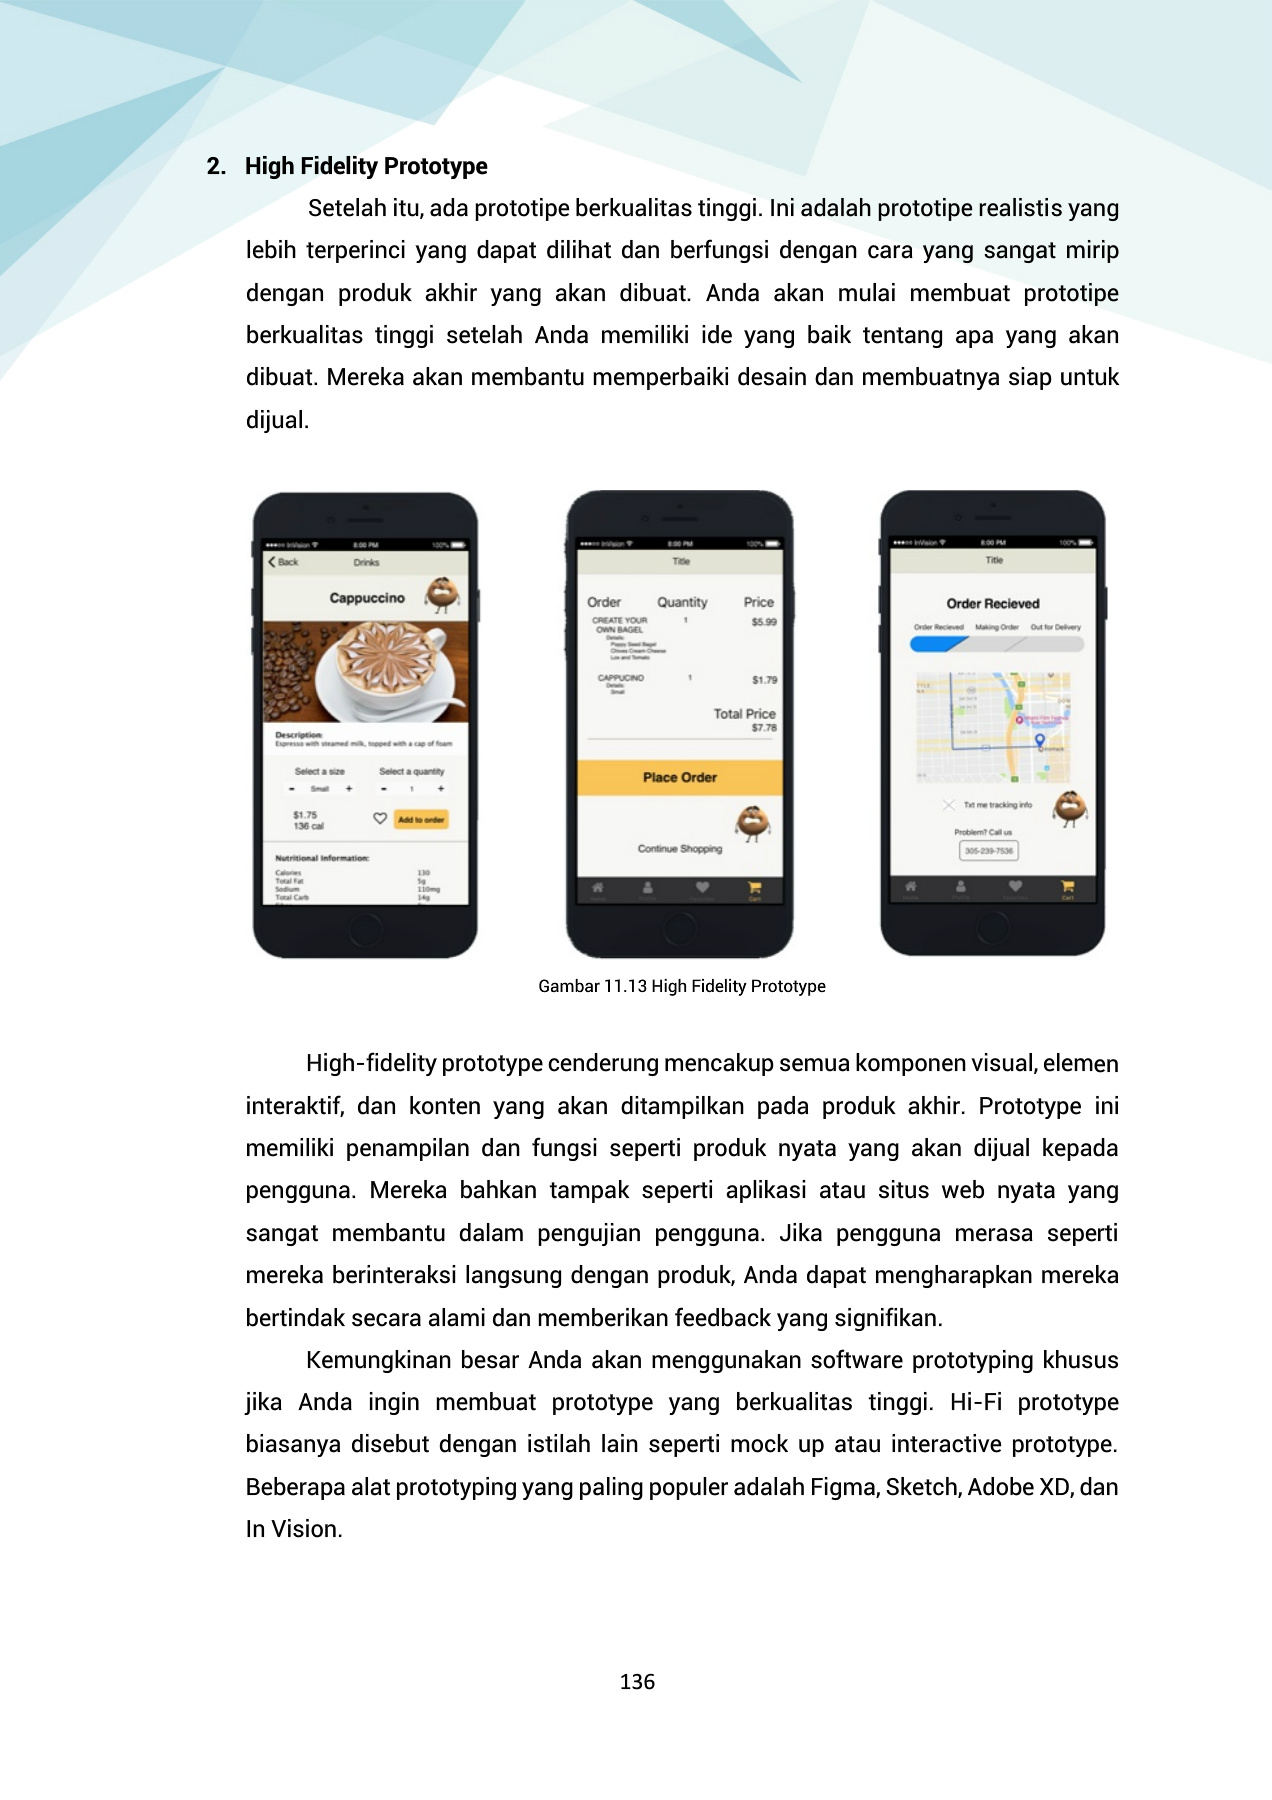 2. High Fidelity Prototype
Setelah itu, ada prototipe berkualitas tinggi. Ini adalah prototipe realistis yang
lebih terperinci yang dapat dilihat dan berfungsi dengan cara yang sangat mirip
dengan produk akhir yang akan dibuat. Anda akan mulai membuat prototipe
berkualitas tinggi setelah Anda memiliki ide yang baik tentang apa yang akan
dibuat. Mereka akan membantu memperbaiki desain dan membuatnya siap untuk
dijual.
InVision 8:00 PM 100%
Back Drinks
Cappuccino
Description:
Espresso with steamed milk, topped with a cap of foam
Select a size Select a quantity
- Small + - 1 +
$1.75
136 cal
Add to order
Nutritional Information:
Calories 130
Total Fat 5g
Sodium 110mg
Total Carb 14g
InVision 8:00 PM 100%
Title
Order Quantity Price
CREATE YOUR 1 $5.99
OWN BAGEL
Details:
Poppy Seed Bagel
Chives Cream Cheese
Lox and Tomato
CAPPUCINO 1 $1.79
Details:
Small
Total Price
$7.78
Place Order
Continue Shopping
Cart
InVision 8:00 PM 100%
Title
Order Recieved
Order Recieved Making Order Out for Delivery
Txt me tracking info
Problem? Call us
305-239-7536
Cart
Gambar 11.13 High Fidelity Prototype
High-fidelity prototype cenderung mencakup semua komponen visual, elemen
interaktif, dan konten yang akan ditampilkan pada produk akhir. Prototype ini
memiliki penampilan dan fungsi seperti produk nyata yang akan dijual kepada
pengguna. Mereka bahkan tampak seperti aplikasi atau situs web nyata yang
sangat membantu dalam pengujian pengguna. Jika pengguna merasa seperti
mereka berinteraksi langsung dengan produk, Anda dapat mengharapkan mereka
bertindak secara alami dan memberikan feedback yang signifikan.
Kemungkinan besar Anda akan menggunakan software prototyping khusus
jika Anda ingin membuat prototype yang berkualitas tinggi. Hi-Fi prototype
biasanya disebut dengan istilah lain seperti mock up atau interactive prototype.
Beberapa alat prototyping yang paling populer adalah Figma, Sketch, Adobe XD, dan
In Vision.
136